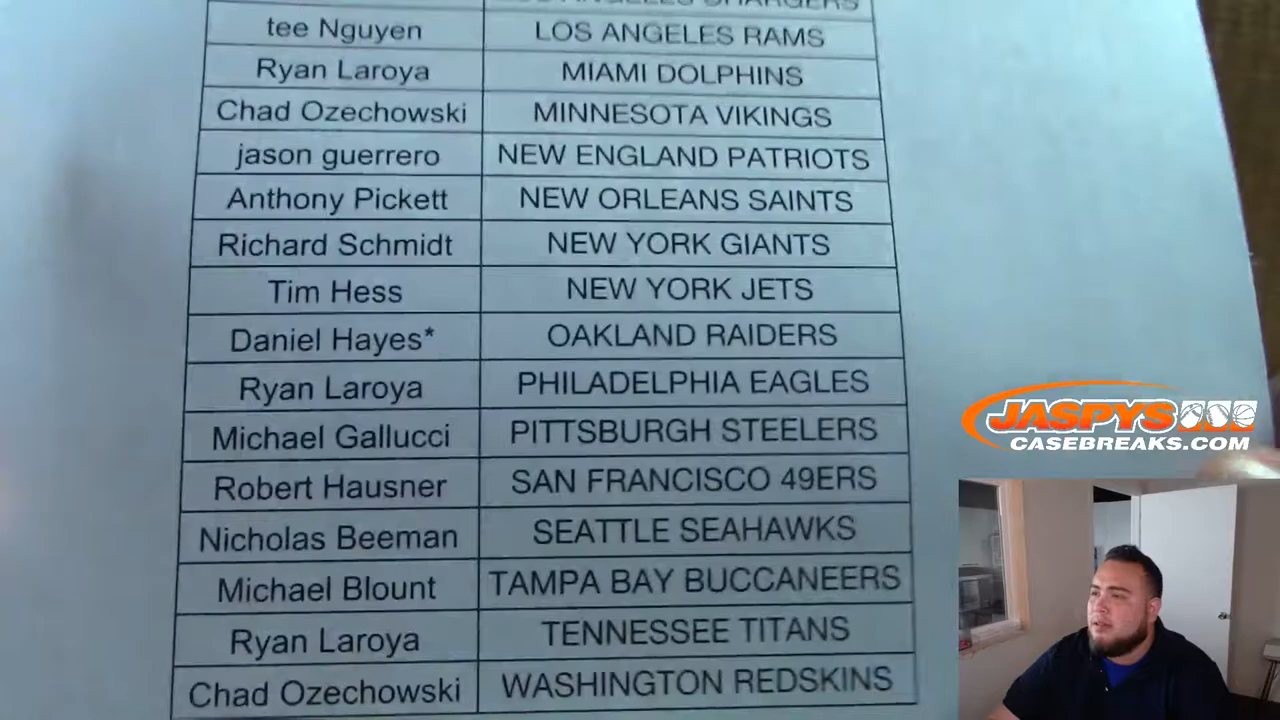 LOS ANGELES CHARGERS
tee Nguyen LOS ANGELES RAMS
Ryan Laroya MIAMI DOLPHINS
Chad Ozechowski MINNESOTA VIKINGS
jason guerrero NEW ENGLAND PATRIOTS
Anthony Pickett NEW ORLEANS SAINTS
Richard Schmidt NEW YORK GIANTS
Tim Hess NEW YORK JETS
Daniel Hayes* OAKLAND RAIDERS
Ryan Laroya PHILADELPHIA EAGLES
Michael Gallucci PITTSBURGH STEELERS
Robert Hausner SAN FRANCISCO 49ERS
Nicholas Beeman SEATTLE SEAHAWKS
Michael Blount TAMPA BAY BUCCANEERS
Ryan Laroya TENNESSEE TITANS
Chad Ozechowski WASHINGTON REDSKINS
JASPYS
CASEBREAKS.COM